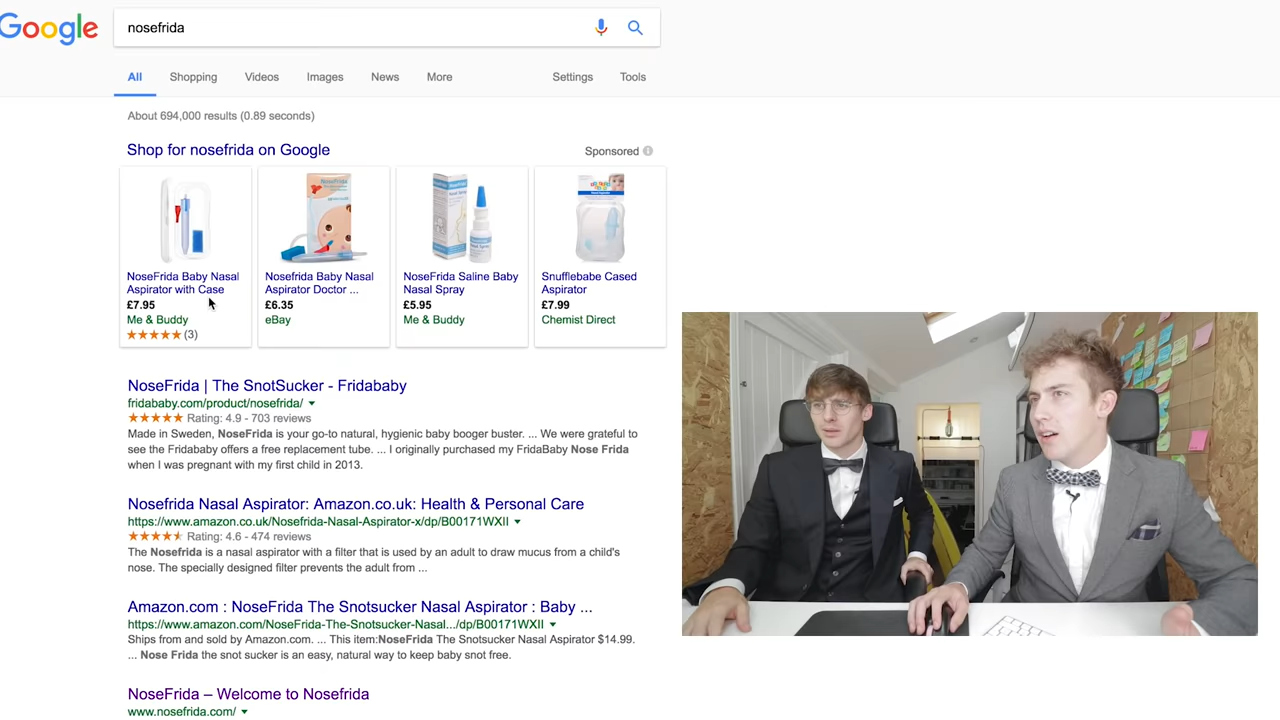 Google
nosefrida
All Shopping Videos Images News More Settings Tools
About 694,000 results (0.89 seconds)
Shop for nosefrida on Google
Sponsored
NoseFrida Baby Nasal
Aspirator with Case
£7.95
Me & Buddy
(3)
Nosefrida Baby Nasal
Aspirator Doctor ...
£6.35
eBay
NoseFrida Saline Baby
Nasal Spray
£5.95
Me & Buddy
Snufflebabe Cased
Aspirator
£7.99
Chemist Direct
NoseFrida | The SnotSucker - Fridababy
fridababy.com/product/nosefrida/
Rating: 4.9 - 703 reviews
Made in Sweden, NoseFrida is your go-to natural, hygienic baby booger buster. ... We were grateful to
see the Fridababy offers a free replacement tube. ... I originally purchased my FridaBaby Nose Frida
when I was pregnant with my first child in 2013.
Nosefrida Nasal Aspirator: Amazon.co.uk: Health & Personal Care
https://www.amazon.co.uk/Nosefrida-Nasal-Aspirator-x/dp/B00171WXII
Rating: 4.6 - 474 reviews
The Nosefrida is a nasal aspirator with a filter that is used by an adult to draw mucus from a child's
nose. The specially designed filter prevents the adult from ...
Amazon.com : NoseFrida The Snotsucker Nasal Aspirator : Baby ...
https://www.amazon.com/NoseFrida-The-Snotsucker-Nasal.../dp/B00171WXII
Ships from and sold by Amazon.com. ... This item:NoseFrida The Snotsucker Nasal Aspirator $14.99.
... Nose Frida the snot sucker is an easy, natural way to keep baby snot free.
NoseFrida – Welcome to Nosefrida
www.nosefrida.com/